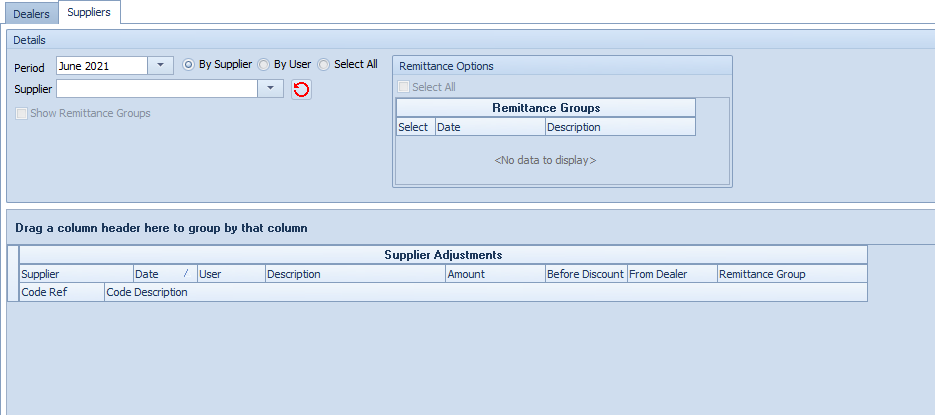 Dealers Suppliers
Details
Period June 2021 By Supplier By User Select All
Supplier
Show Remittance Groups
Remittance Options
Select All
Remittance Groups
Select Date Description
<No data to display>
Drag a column header here to group by that column
Supplier Adjustments
Supplier Date / User Description Amount Before Discount From Dealer Remittance Group
Code Ref Code Description